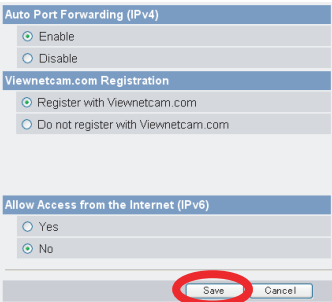 Auto Port Forwarding (IPv4)
Enable
Disable
Viewnetcam.com Registration
Register with Viewnetcam.com
Do not register with Viewnetcam.com
Allow Access from the Internet (IPv6)
Yes
No
Save Cancel